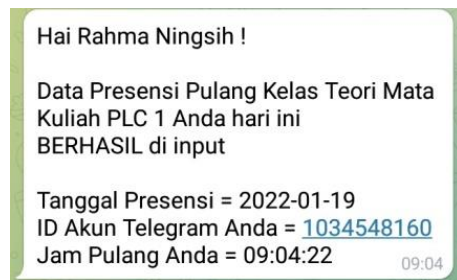 Hai Rahma Ningsih !
Data Presensi Pulang Kelas Teori Mata
Kuliah PLC 1 Anda hari ini
BERHASIL di input
Tanggal Presensi = 2022-01-19
ID Akun Telegram Anda = 1034548160
Jam Pulang Anda = 09:04:22
09:04